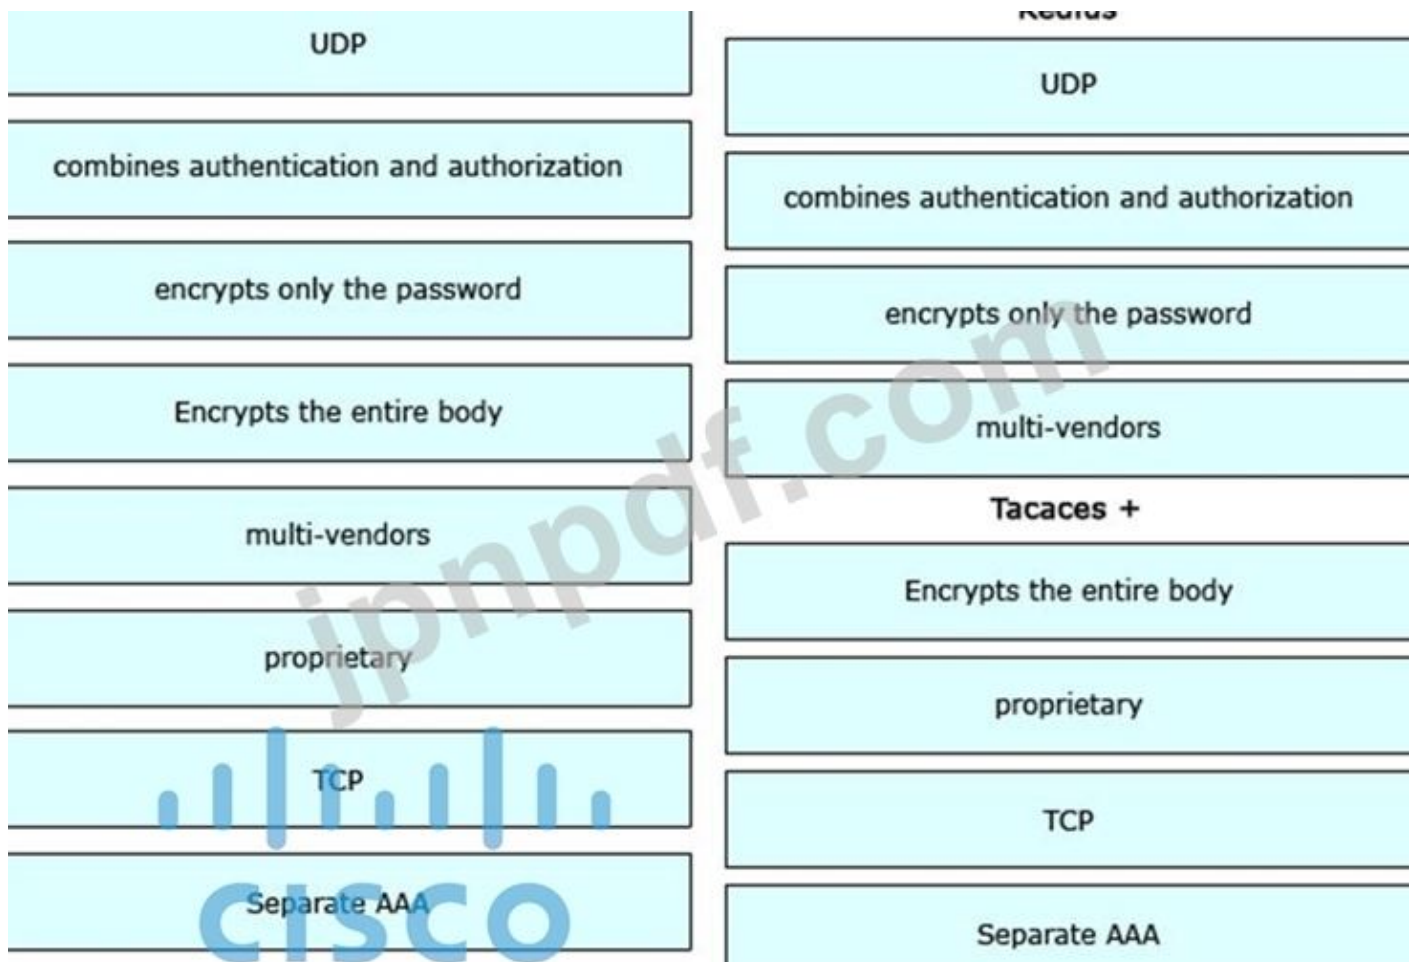 UDP
combines authentication and authorization
encrypts only the password
Encrypts the entire body
multi-vendors
proprietary
TCP
Separate AAA
CISCO
Redius
UDP
combines authentication and authorization
encrypts only the password
multi-vendors
Tacaces +
Encrypts the entire body
proprietary
TCP
Separate AAA
jpnpdf.com